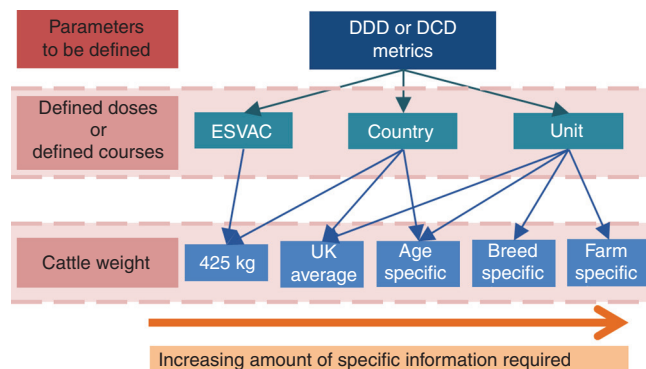 Parameters
to be defined
DDD or DCD
metrics
Defined doses
or
defined courses
ESVAC
Country
Unit
Cattle weight
425 kg
UK
average
Age
specific
Breed
specific
Farm
specific
Increasing amount of specific information required